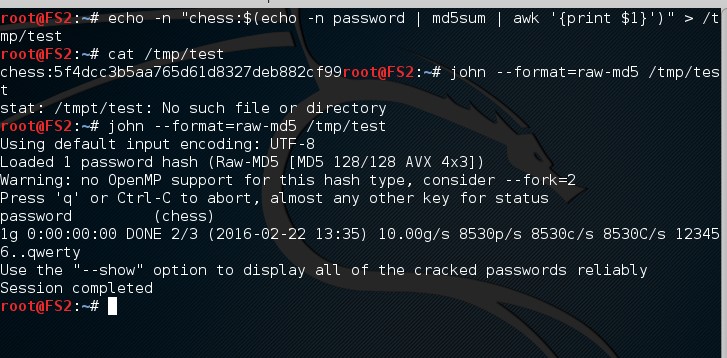 root@FS2:~# echo -n "chess:$(echo -n password | md5sum | awk '{print $1}')" > /t
mp/test
root@FS2:~# cat /tmp/test
chess:5f4dcc3b5aa765d61d8327deb882cf99root@FS2:~# john --format=raw-md5 /tmp/tes
t
stat: /tmpt/test: No such file or directory
root@FS2:~# john --format=raw-md5 /tmp/test
Using default input encoding: UTF-8
Loaded 1 password hash (Raw-MD5 [MD5 128/128 AVX 4x3])
Warning: no OpenMP support for this hash type, consider --fork=2
Press 'q' or Ctrl-C to abort, almost any other key for status
password         (chess)
1g 0:00:00:00 DONE 2/3 (2016-02-22 13:35) 10.00g/s 8530p/s 8530c/s 8530C/s 12345
6..qwerty
Use the "--show" option to display all of the cracked passwords reliably
Session completed
root@FS2:~#